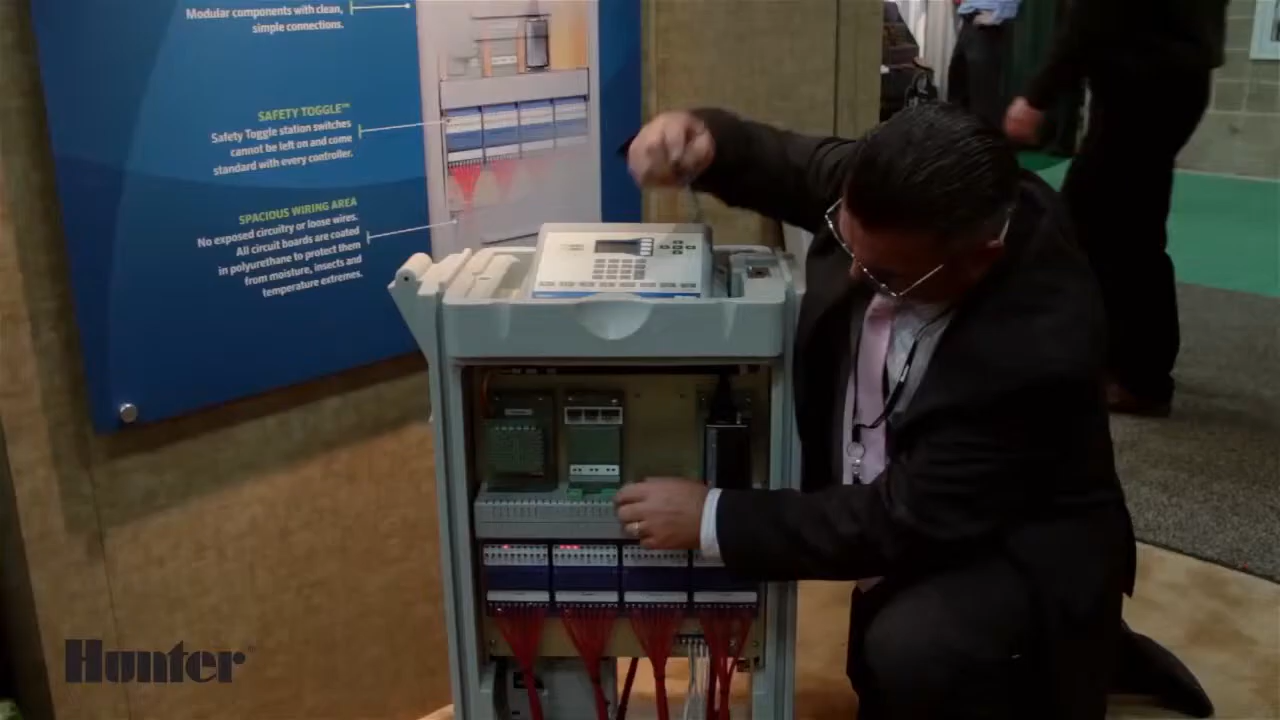 Modular components with clean,
simple connections.
SAFETY TOGGLE™
Safety Toggle station switches
cannot be left on and come
standard with every controller.
SPACIOUS WIRING AREA
No exposed circuitry or loose wires.
All circuit boards are coated
in polyurethane to protect them
from moisture, insects and
temperature extremes.
Hunter®